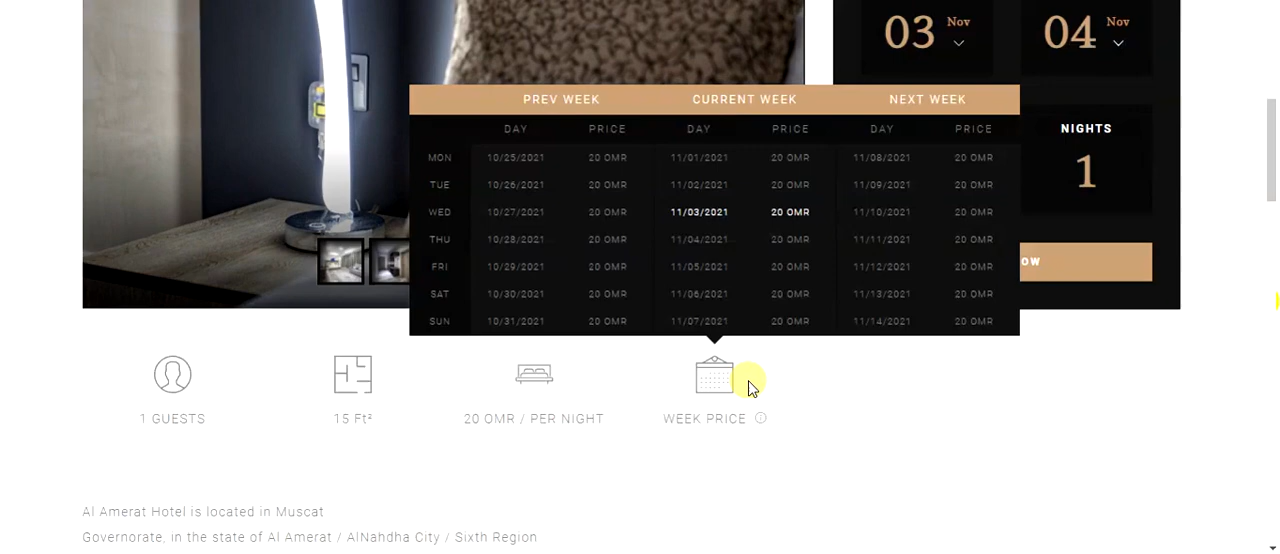 03 Nov 04 Nov
PREV WEEK CURRENT WEEK NEXT WEEK
DAY PRICE DAY PRICE DAY PRICE
NIGHTS
1
MON 10/25/2021 20 OMR 11/01/2021 20 OMR 11/08/2021 20 OMR
TUE 10/26/2021 20 OMR 11/02/2021 20 OMR 11/09/2021 20 OMR
WED 10/27/2021 20 OMR 11/03/2021 20 OMR 11/10/2021 20 OMR
THU 10/28/2021 20 OMR 11/04/2021 20 OMR 11/11/2021 20 OMR
FRI 10/29/2021 20 OMR 11/05/2021 20 OMR 11/12/2021 20 OMR
SAT 10/30/2021 20 OMR 11/06/2021 20 OMR 11/13/2021 20 OMR
SUN 10/31/2021 20 OMR 11/07/2021 20 OMR 11/14/2021 20 OMR
OW
1 GUESTS 15 Ft² 20 OMR / PER NIGHT WEEK PRICE
Al Amerat Hotel is located in Muscat
Governorate, in the state of Al Amerat / AlNahdha City / Sixth Region